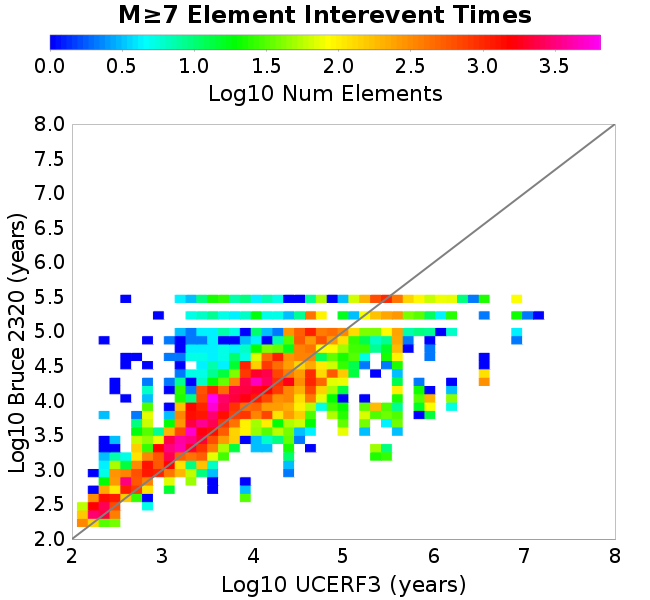 M≥7 Element Interevent Times
0.0 0.5 1.0 1.5 2.0 2.5 3.0 3.5
Log10 Num Elements
8.0
7.5
7.0
6.5
6.0
5.5
5.0
4.5
4.0
3.5
3.0
2.5
2.0
Log10 Bruce 2320 (years)
2 3 4 5 6 7 8
Log10 UCERF3 (years)